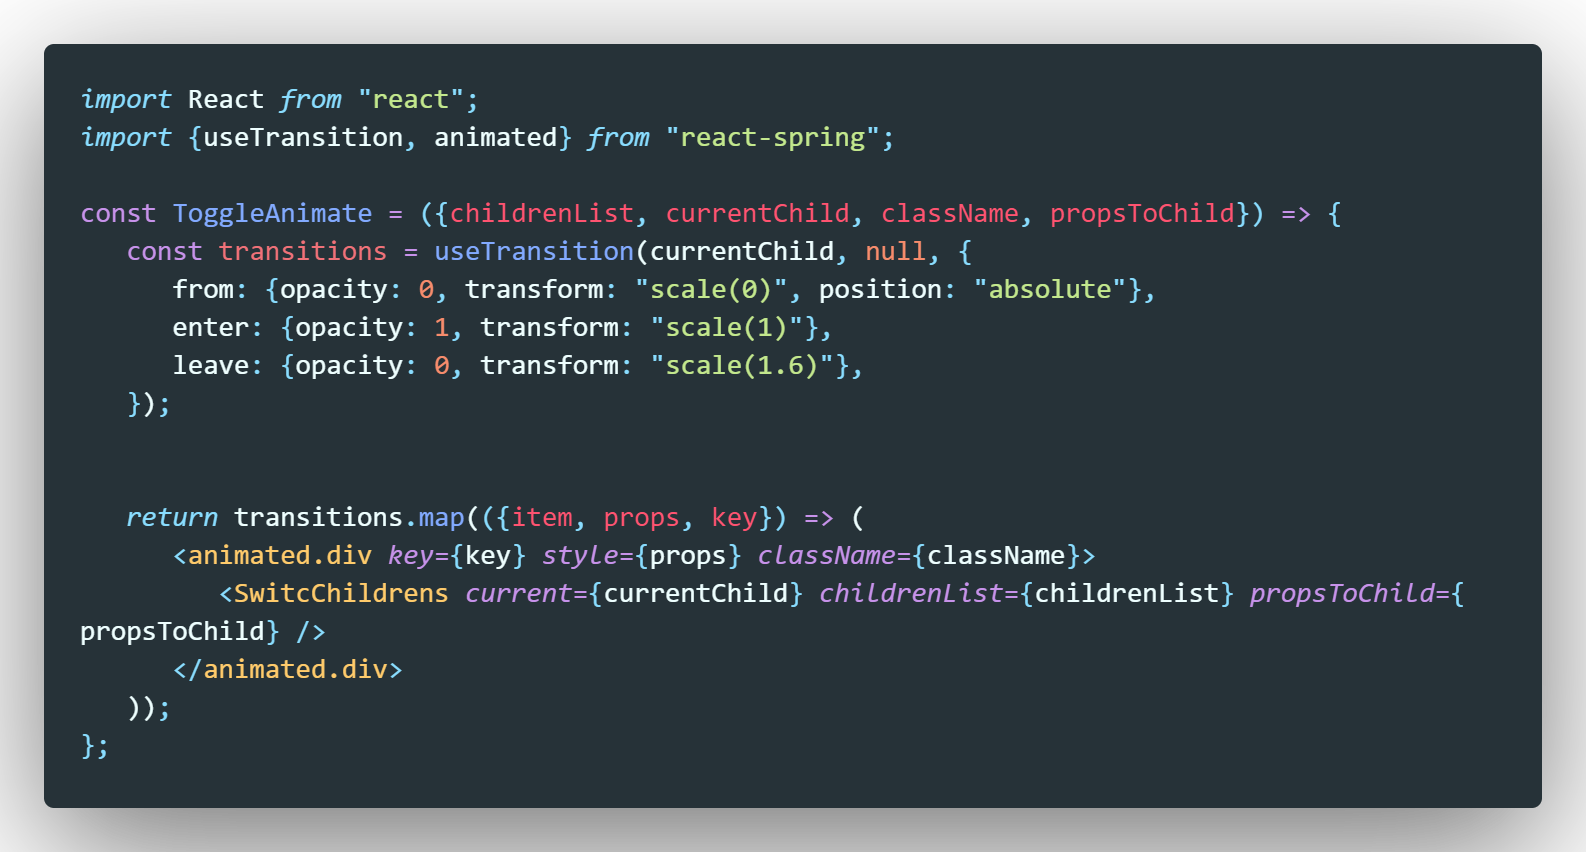 import React from "react";
import {useTransition, animated} from "react-spring";
const ToggleAnimate = ({childrenList, currentChild, className, propsToChild}) => {
const transitions = useTransition(currentChild, null, {
from: {opacity: 0, transform: "scale(0)", position: "absolute"},
enter: {opacity: 1, transform: "scale(1)"},
leave: {opacity: 0, transform: "scale(1.6)"},
});
return transitions.map(({item, props, key}) => (
<animated.div key={key} style={props} className={className}>
<SwitcChildrens current={currentChild} childrenList={childrenList} propsToChild={
propsToChild} />
</animated.div>
));
};